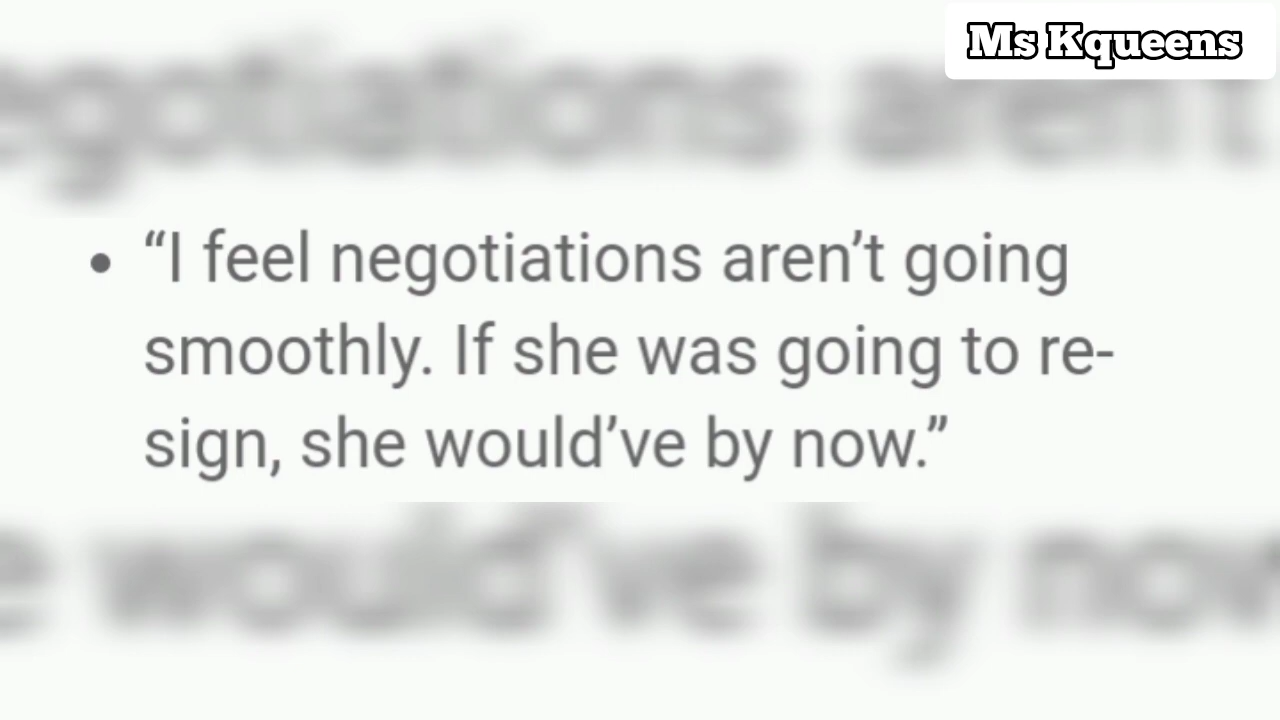 Ms Kqueens
• “I feel negotiations aren’t going
smoothly. If she was going to re-
sign, she would’ve by now.”